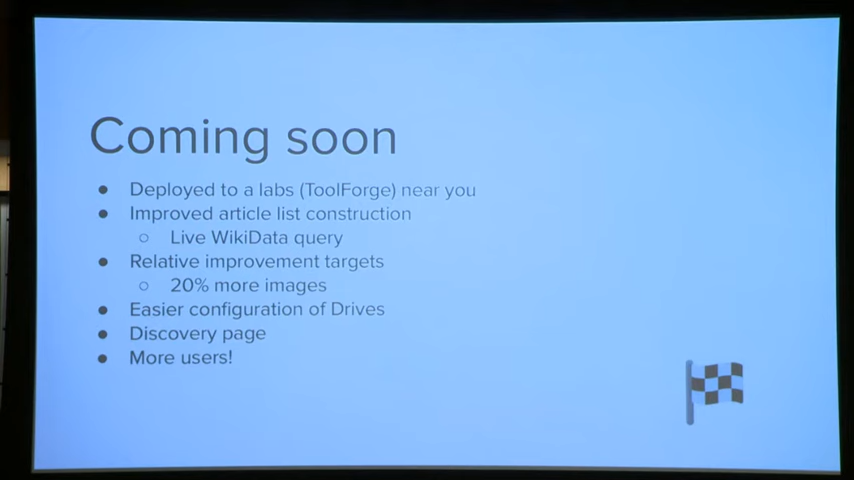 Coming soon
● Deployed to a labs (ToolForge) near you
● Improved article list construction
○ Live WikiData query
● Relative improvement targets
○ 20% more images
● Easier configuration of Drives
● Discovery page
● More users!